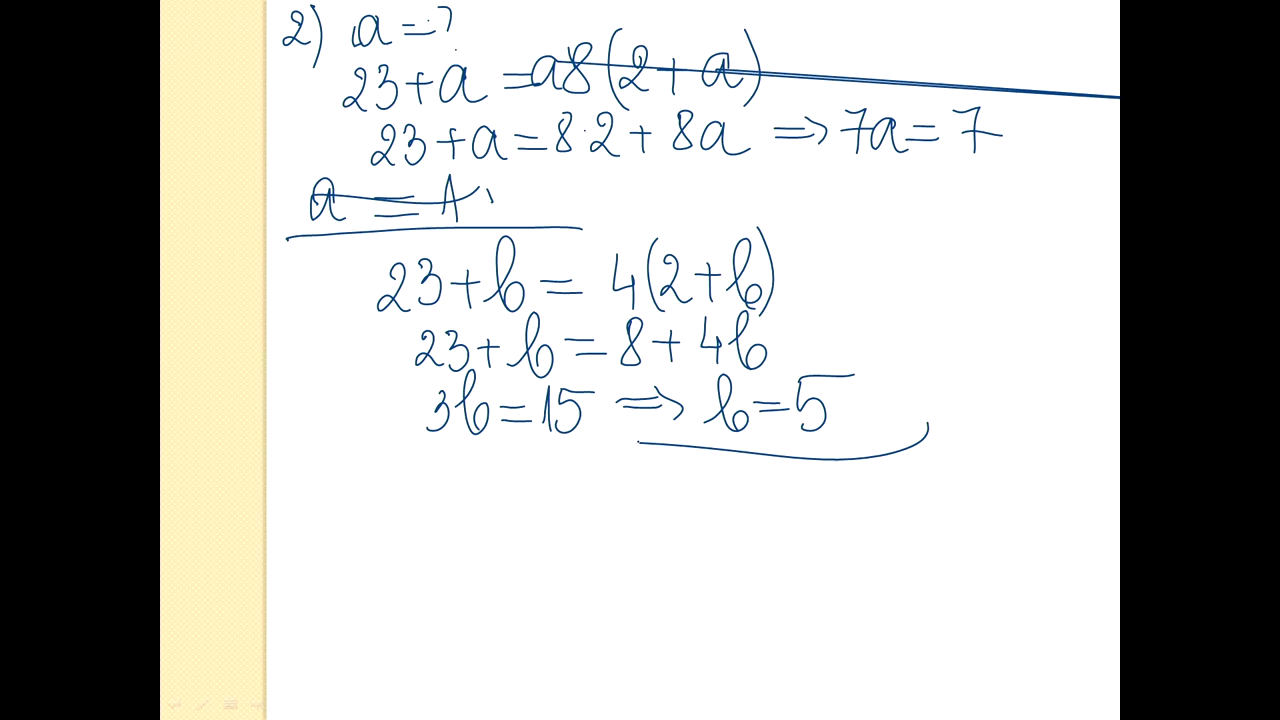 2) a = ?
23 + a = a8(2 + a)
23 + a = 8·2 + 8a ⇒ 7a = 7
a = 1
23 + b = 4(2 + b)
23 + b = 8 + 4b
3b = 15 ⇒ b = 5